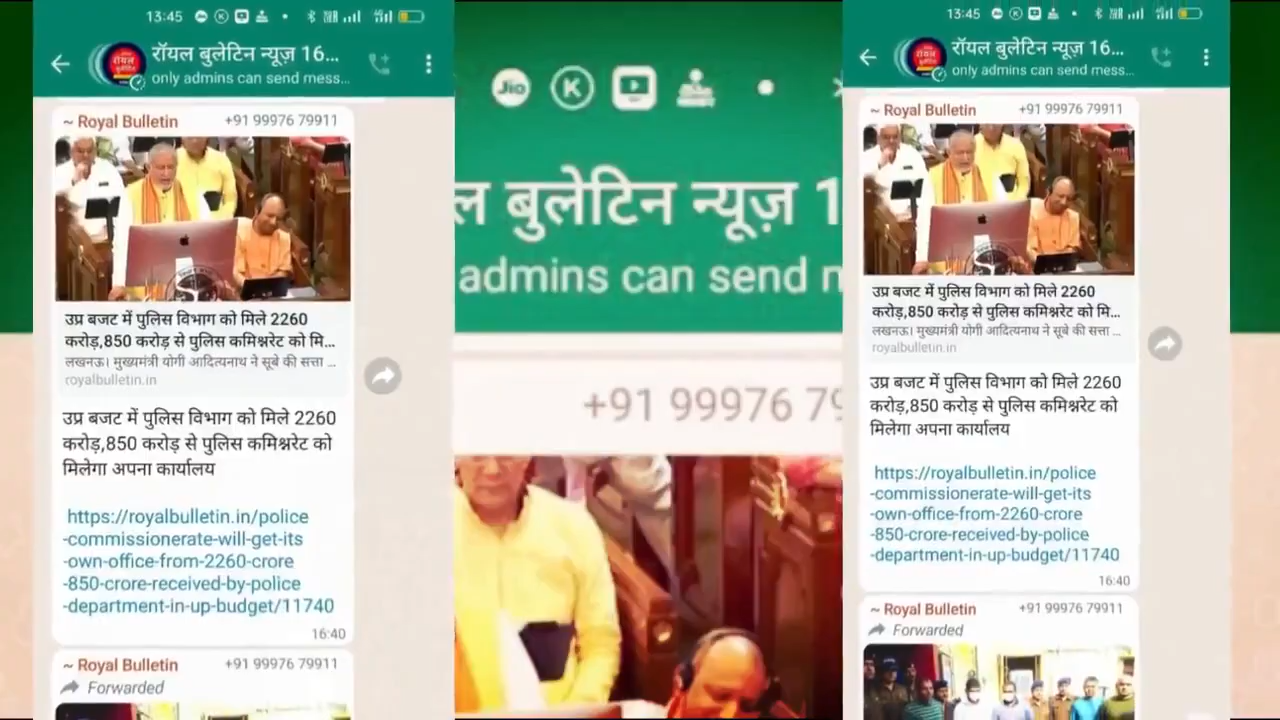 13:45
रॉयल बुलेटिन न्यूज़ 16...
only admins can send mess...
~ Royal Bulletin +91 99976 79911
उप्र बजट में पुलिस विभाग को मिले 2260
करोड़,850 करोड़ से पुलिस कमिश्नरेट को मि...
लखनऊ। मुख्यमंत्री योगी आदित्यनाथ ने सूबे की सत्ता ...
royalbulletin.in
उप्र बजट में पुलिस विभाग को मिले 2260
करोड़,850 करोड़ से पुलिस कमिश्नरेट को
मिलेगा अपना कार्यालय
https://royalbulletin.in/police
-commissionerate-will-get-its
-own-office-from-2260-crore
-850-crore-received-by-police
-department-in-up-budget/11740
16:40
~ Royal Bulletin +91 99976 79911
Forwarded
Jio K
ल बुलेटिन न्यूज़ 1
admins can send m
+91 99976 79
13:45
रॉयल बुलेटिन न्यूज़ 16...
only admins can send mess...
~ Royal Bulletin +91 99976 79911
उप्र बजट में पुलिस विभाग को मिले 2260
करोड़,850 करोड़ से पुलिस कमिश्नरेट को मि...
लखनऊ। मुख्यमंत्री योगी आदित्यनाथ ने सूबे की सत्ता ...
royalbulletin.in
उप्र बजट में पुलिस विभाग को मिले 2260
करोड़,850 करोड़ से पुलिस कमिश्नरेट को
मिलेगा अपना कार्यालय
https://royalbulletin.in/police
-commissionerate-will-get-its
-own-office-from-2260-crore
-850-crore-received-by-police
-department-in-up-budget/11740
16:40
~ Royal Bulletin +91 99976 79911
Forwarded